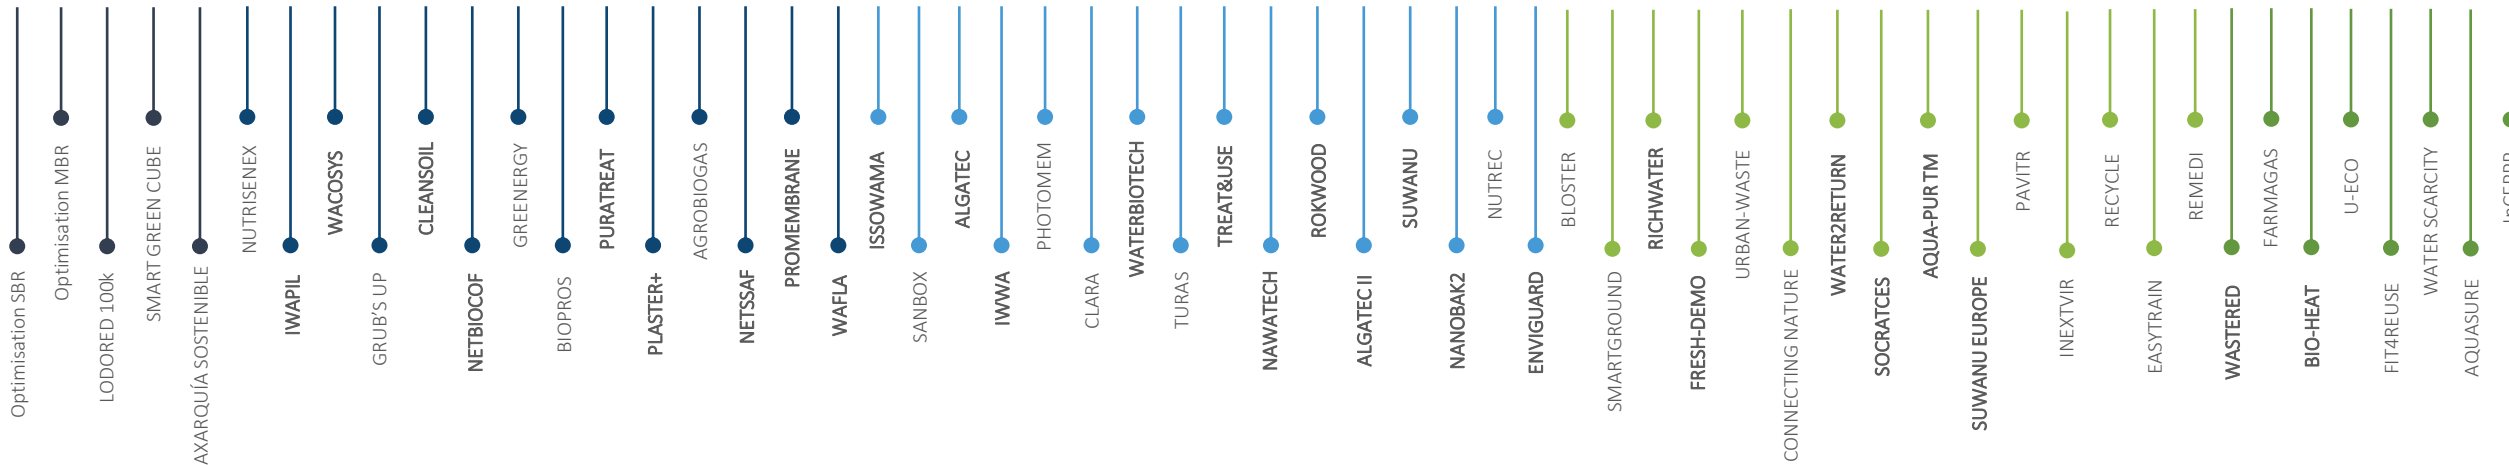 Optimisation SBR
Optimisation MBR
LODORED 100k
SMART GREEN CUBE
AXARQUÍA SOSTENIBLE
NUTRISENEX
IWAPIL
WACOSYS
GRUB'S UP
CLEANSOIL
NETBIOCOF
GREENERGY
BIOPROS
PURATREAT
PLASTER+
AGROBIOGAS
NETSSAF
PROMEMBRANE
WAFLA
ISSOWAMA
SANBOX
ALGATEC
IWWA
PHOTOMEM
CLARA
WATERBIOTECH
TURAS
TREAT&USE
NAWATECH
ROKWOOD
ALGATEC II
SUWANU
NANOBAK2
NUTREC
ENVIGUARD
BLOSTER
SMARTGROUND
RICHWATER
FRESH-DEMO
URBAN-WASTE
CONNECTING NATURE
WATER2RETURN
SOCRATCES
AQUA-PUR TM
SUWANU EUROPE
PAVITR
INEXTVIR
RECYCLE
EASYTRAIN
REMEDI
WASTERED
FARMAGAS
BIO-HEAT
U-ECO
FIT4REUSE
WATER SCARCITY
AQUASURE